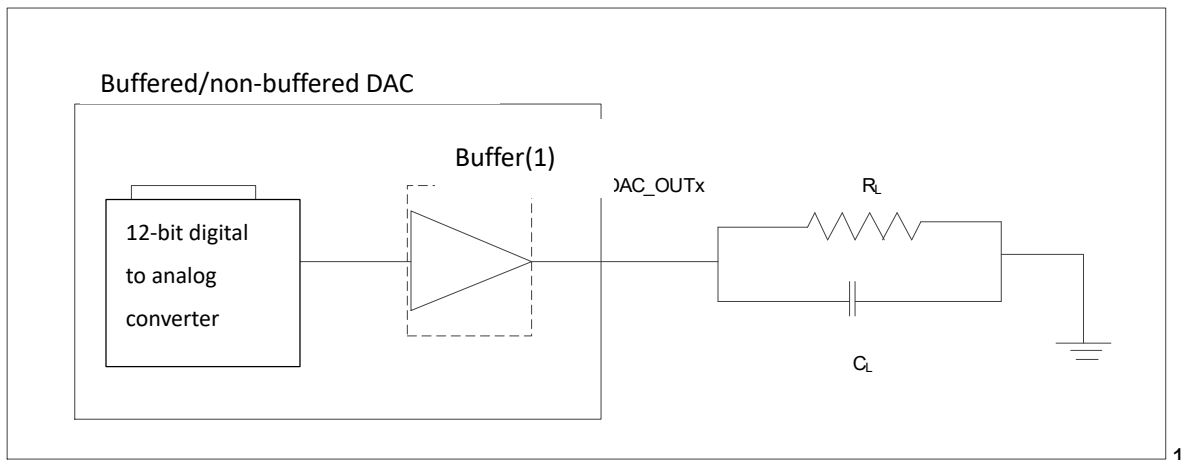 Buffered/non-buffered DAC
Buffer(1)
DAC_OUTx
RL
12-bit digital
to analog
converter
CL
1